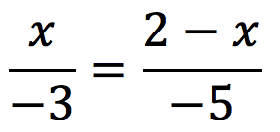 x/-3 = 2 - x/-5